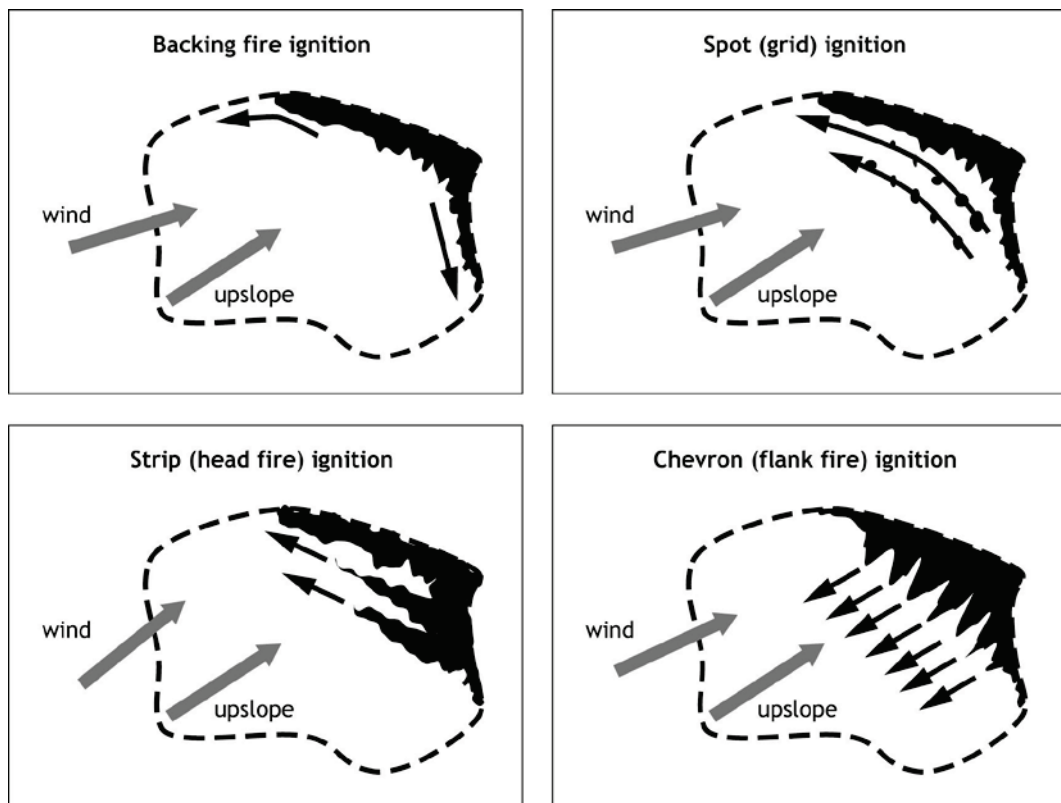 Backing fire ignition
wind
upslope
Spot (grid) ignition
wind
upslope
Strip (head fire) ignition
wind
upslope
Chevron (flank fire) ignition
wind
upslope